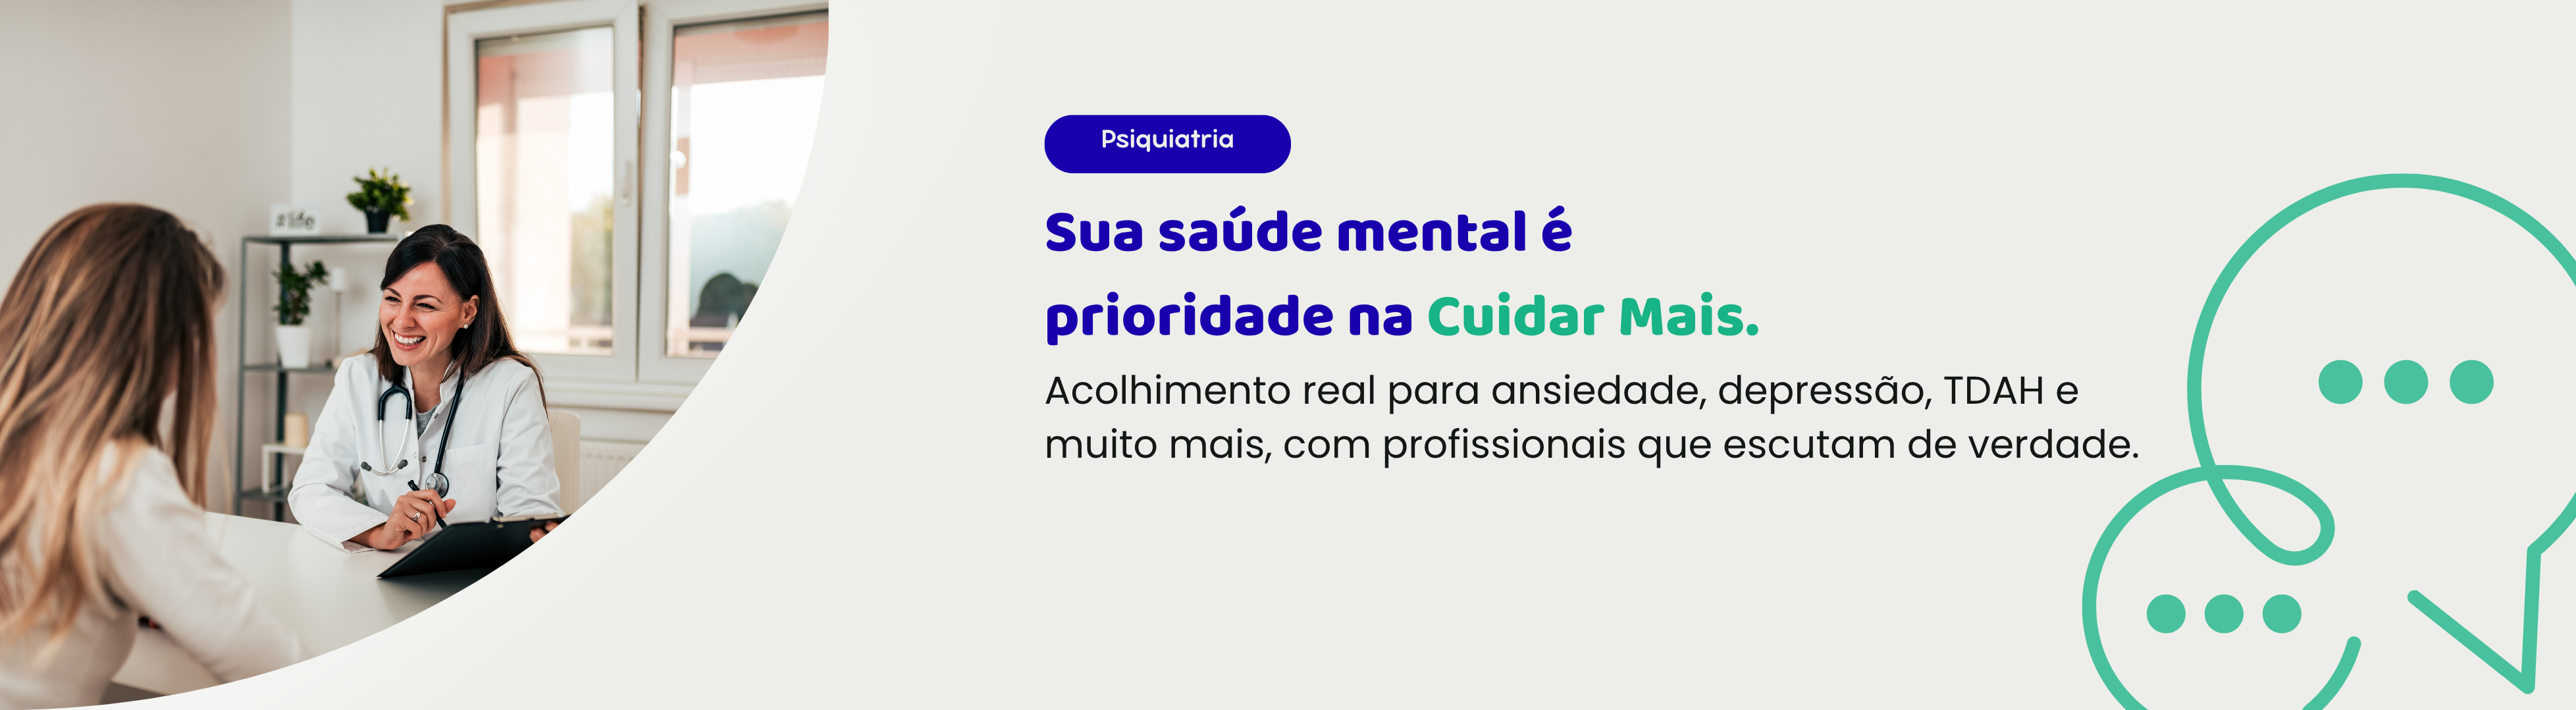 #life
Psiquiatria
Sua saúde mental é
prioridade na Cuidar Mais.
Acolhimento real para ansiedade, depressão, TDAH e
muito mais, com profissionais que escutam de verdade.